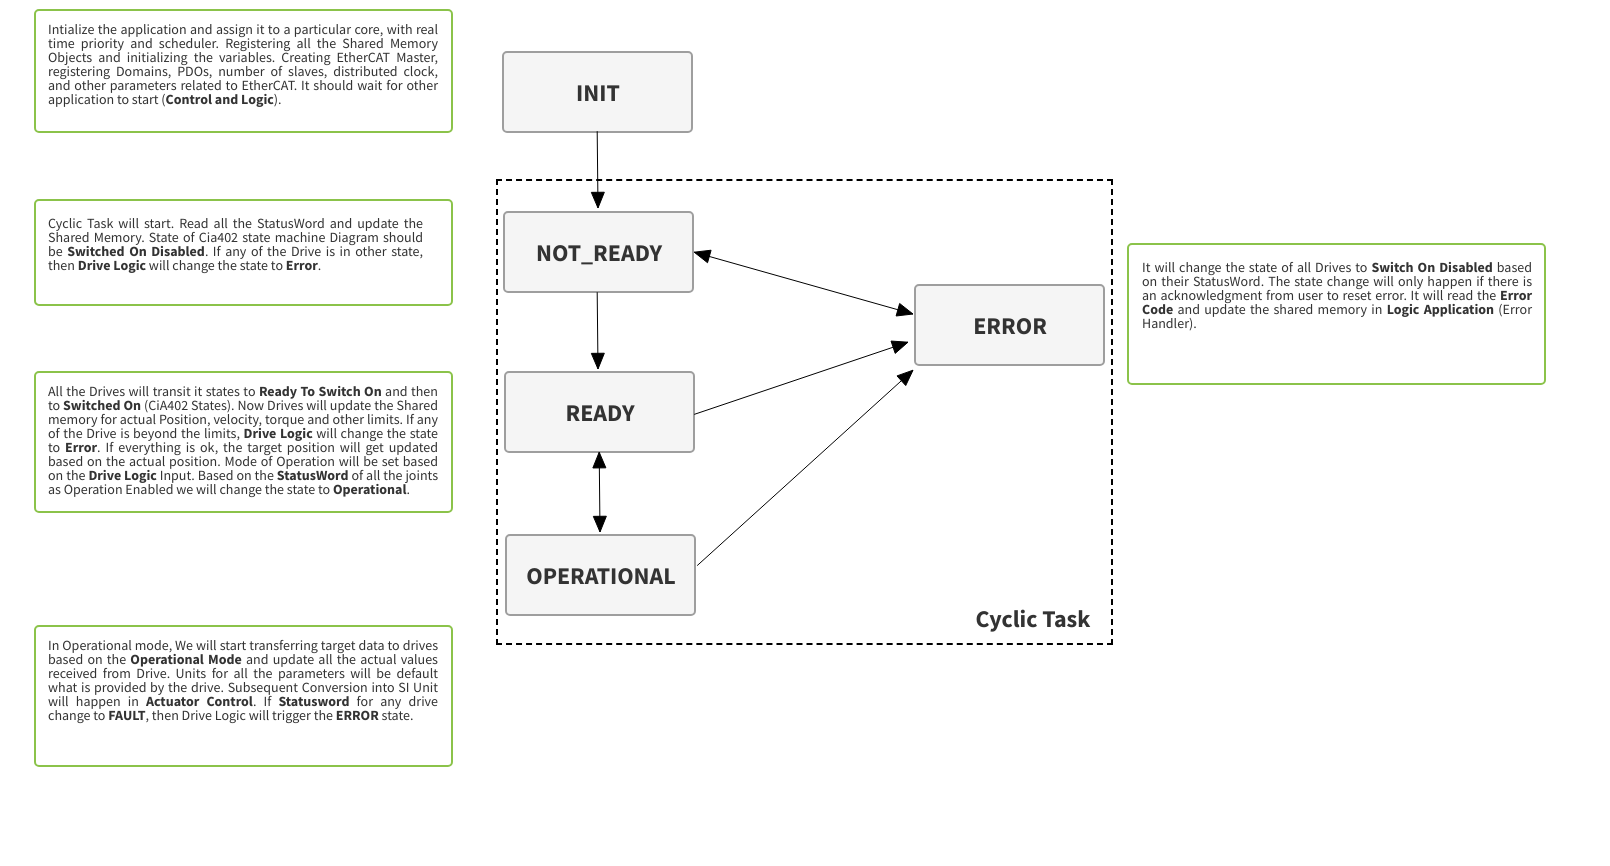 Intialize the application and assign it to a particular core, with real
time priority and scheduler. Registering all the Shared Memory
Objects and initializing the variables. Creating EtherCAT Master,
registering Domains, PDOs, number of slaves, distributed clock,
and other parameters related to EtherCAT. It should wait for other
application to start (Control and Logic).
INIT
Cyclic Task will start. Read all the StatusWord and update the
Shared Memory. State of Cia402 state machine Diagram should
be Switched On Disabled. If any of the Drive is in other state,
then Drive Logic will change the state to Error.
NOT_READY
It will change the state of all Drives to Switch On Disabled based
on their StatusWord. The state change will only happen if there is
an acknowledgment from user to reset error. It will read the Error
Code and update the shared memory in Logic Application (Error
Handler).
ERROR
All the Drives will transit it states to Ready To Switch On and then
to Switched On (CiA402 States). Now Drives will update the Shared
memory for actual Position, velocity, torque and other limits. If any
of the Drive is beyond the limits, Drive Logic will change the state
to Error. If everything is ok, the target position will get updated
based on the actual position. Mode of Operation will be set based
on the Drive Logic Input. Based on the StatusWord of all the joints
as Operation Enabled we will change the state to Operational.
READY
OPERATIONAL
Cyclic Task
In Operational mode, We will start transferring target data to drives
based on the Operational Mode and update all the actual values
received from Drive. Units for all the parameters will be default
what is provided by the drive. Subsequent Conversion into SI Unit
will happen in Actuator Control. If Statusword for any drive
change to FAULT, then Drive Logic will trigger the ERROR state.